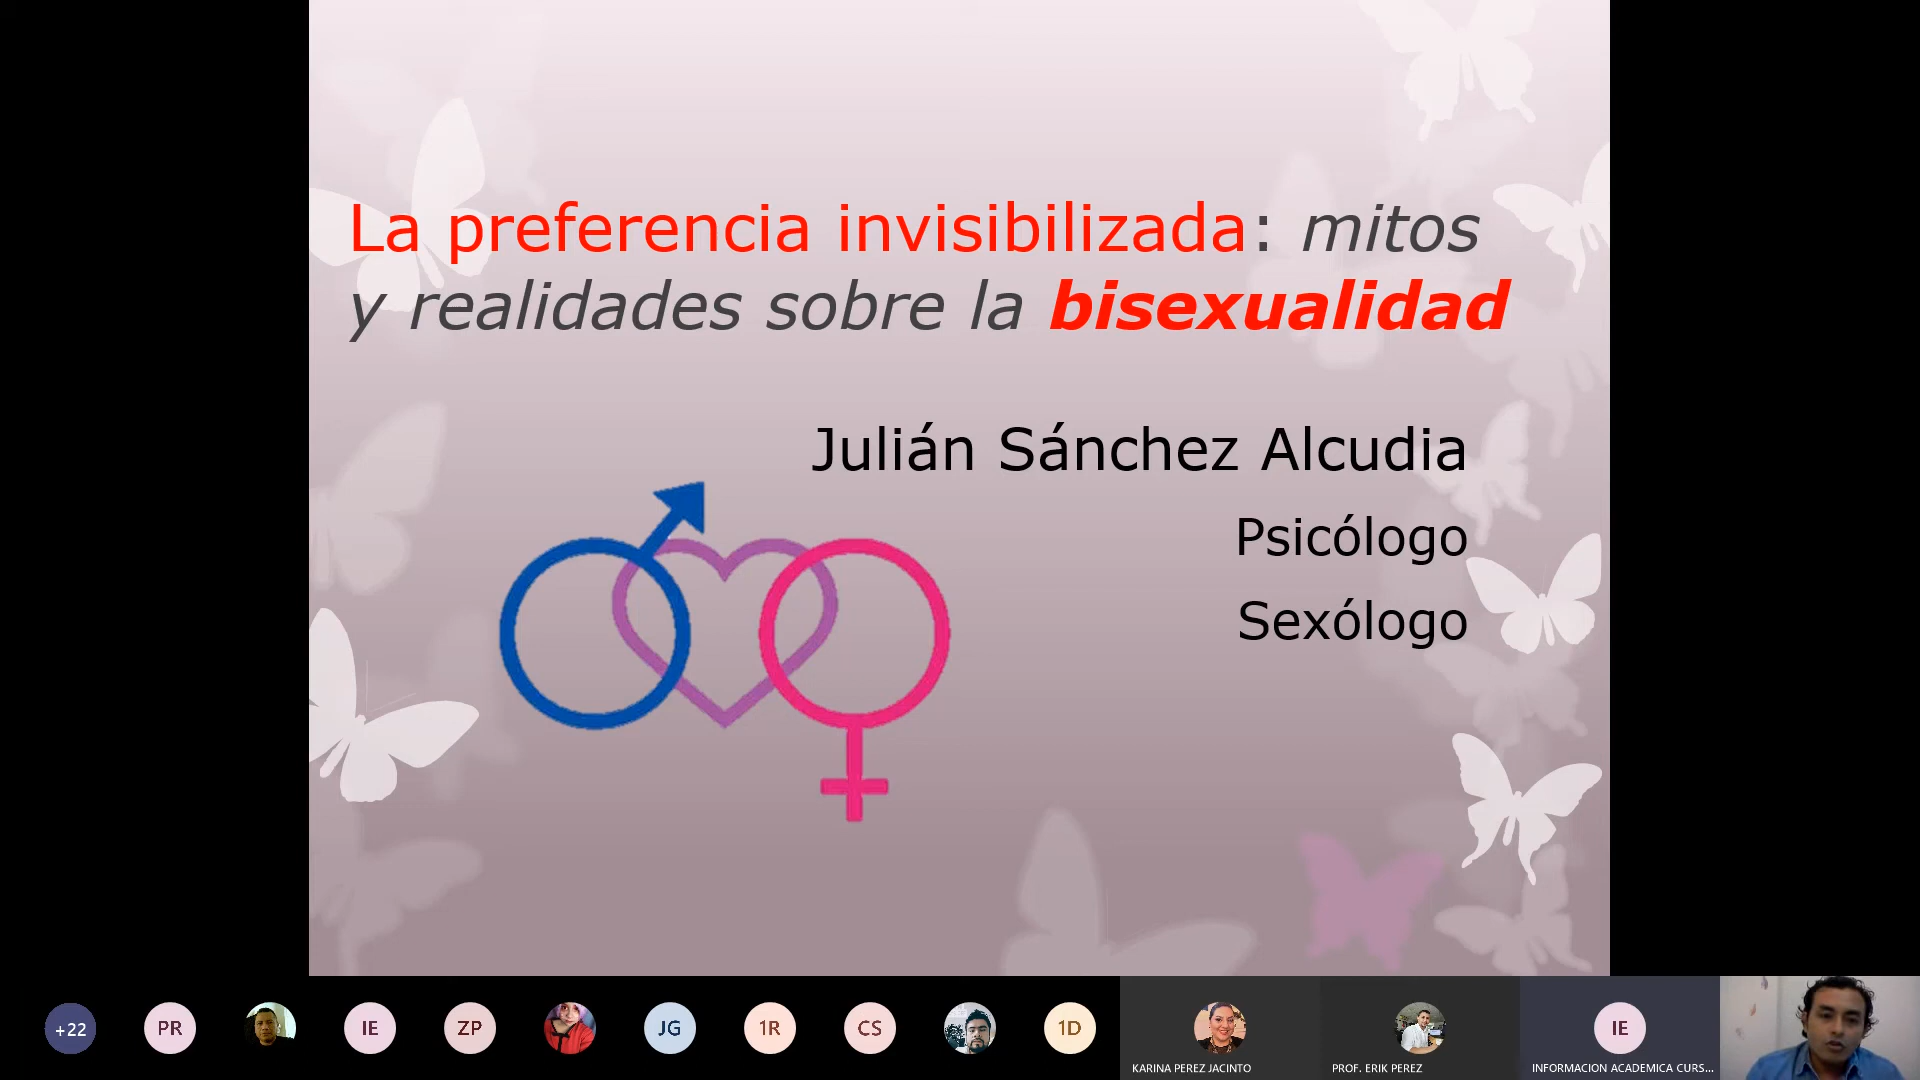 La preferencia invisibilizada: mitos
y realidades sobre la bisexualidad
Julián Sánchez Alcudia
Psicólogo
Sexólogo
+22
PR
IE
ZP
JG
1R
CS
1D
KARINA PEREZ JACINTO
PROF. ERIK PEREZ
IE
INFORMACION ACADEMICA CURS...